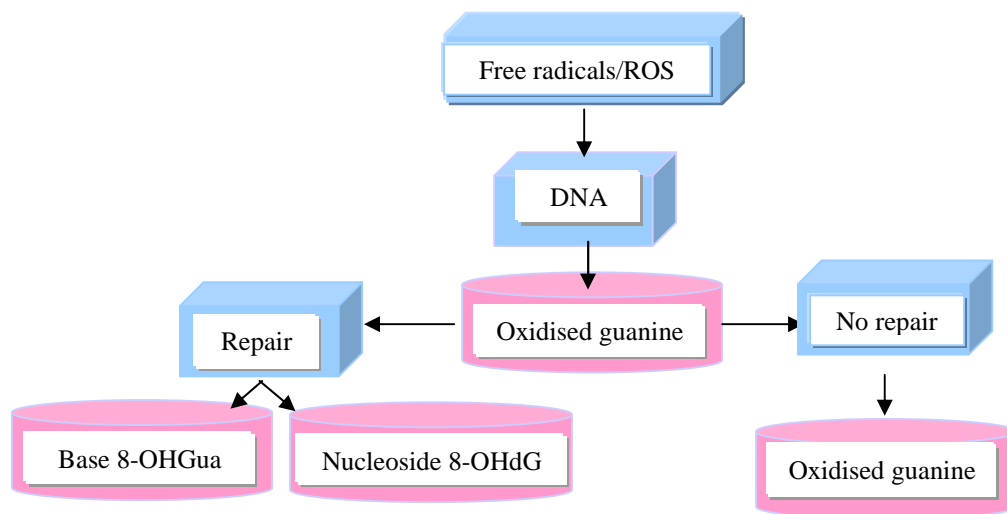 Free radicals/ROS
DNA
Oxidised guanine
Repair
No repair
Base 8-OHGua
Nucleoside 8-OHdG
Oxidised guanine